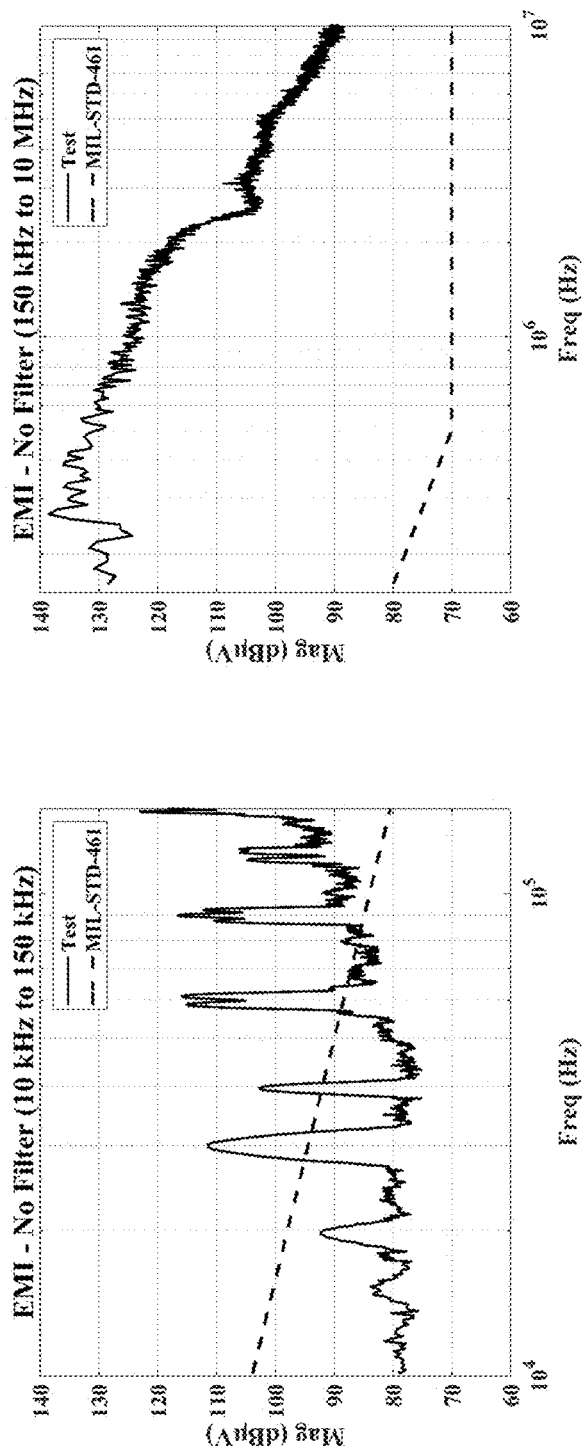 EMI - No Filter (10 kHz to 150 kHz)
Test
MIL-STD-461
140
130
120
110
100
90
80
70
60
Mag (dBµV)
10⁴
10⁵
Freq (Hz)
EMI - No Filter (150 kHz to 10 MHz)
Test
MIL-STD-461
140
130
120
110
100
90
80
70
60
Mag (dBµV)
10⁶
10⁷
Freq (Hz)